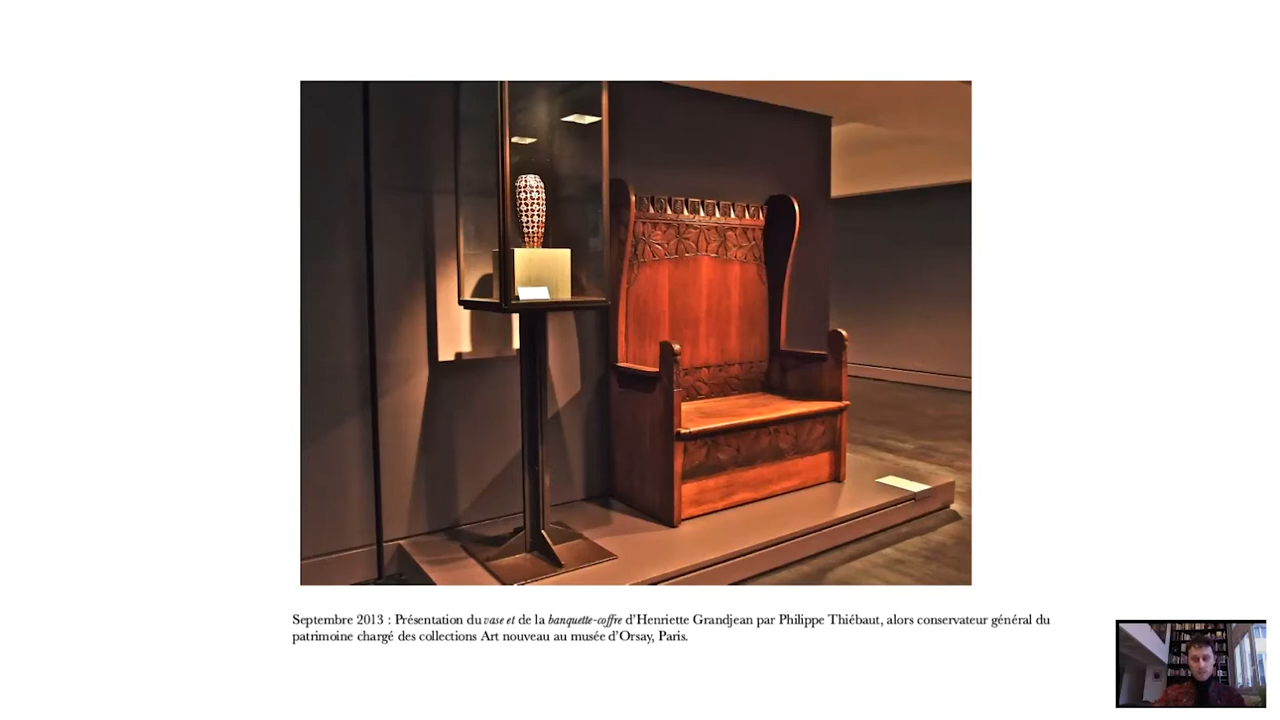 Septembre 2013 : Présentation du vase et de la banquette-coffre d'Henriette Grandjean par Philippe Thiébaut, alors conservateur général du
patrimoine chargé des collections Art nouveau au musée d'Orsay, Paris.